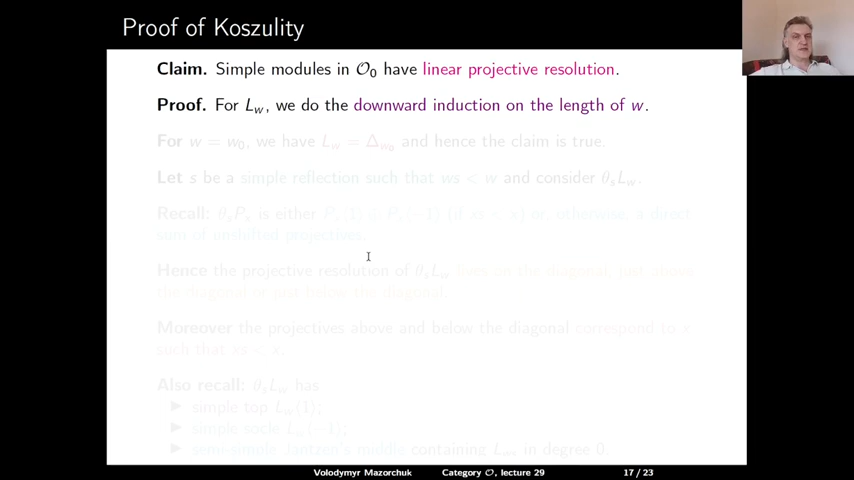 Proof of Koszulity
Claim. Simple modules in 𝒪₀ have linear projective resolution.
Proof. For L_w, we do the downward induction on the length of w.
For w = w₀, we have L_w = Δ_{w₀} and hence the claim is true.
Let s be a simple reflection such that ws < w and consider θ_s L_w.
Recall: θ_s P_x is either P_x⟨1⟩ ⊕ P_x⟨−1⟩ (if xs < x) or, otherwise, a direct
sum of unshifted projectives.
Hence the projective resolution of θ_s L_w lives on the diagonal, just above
the diagonal or just below the diagonal.
Moreover the projectives above and below the diagonal correspond to x
such that xs < x.
Also recall: θ_s L_w has
▶ simple top L_w⟨1⟩;
▶ simple socle L_w⟨−1⟩;
▶ semi-simple Jantzen's middle containing L_{ws} in degree 0.
Volodymyr Mazorchuk Category 𝒪, lecture 29 17 / 23